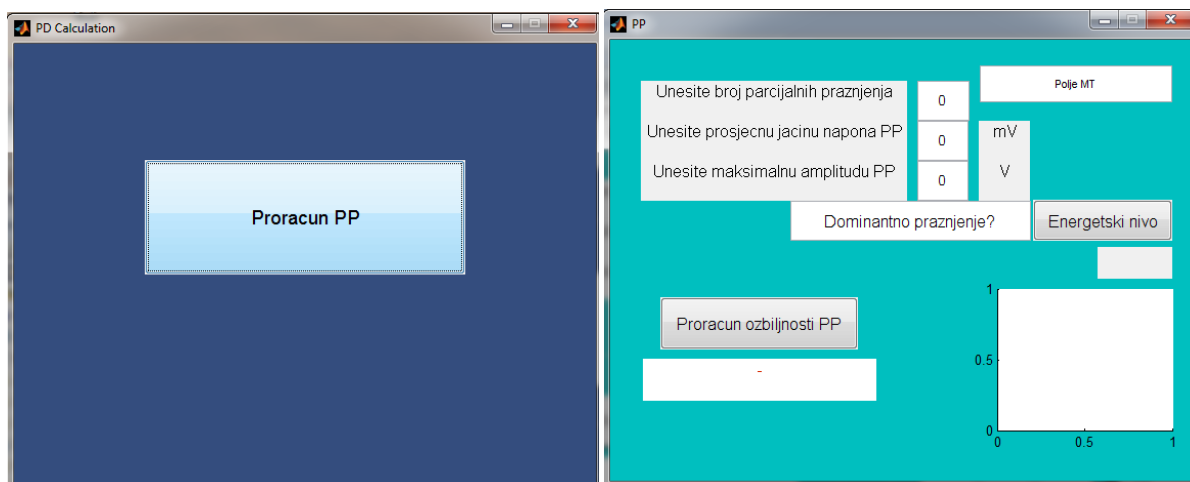 PD Calculation
Proracun PP
PP
Polje MT
Unesite broj parcijalnih praznjenja
0
Unesite prosjecnu jacinu napona PP
0
mV
Unesite maksimalnu amplitudu PP
0
V
Dominantno praznjenje?
Energetski nivo
Proracun ozbiljnosti PP
-
1
0.5
0
0
0.5
1